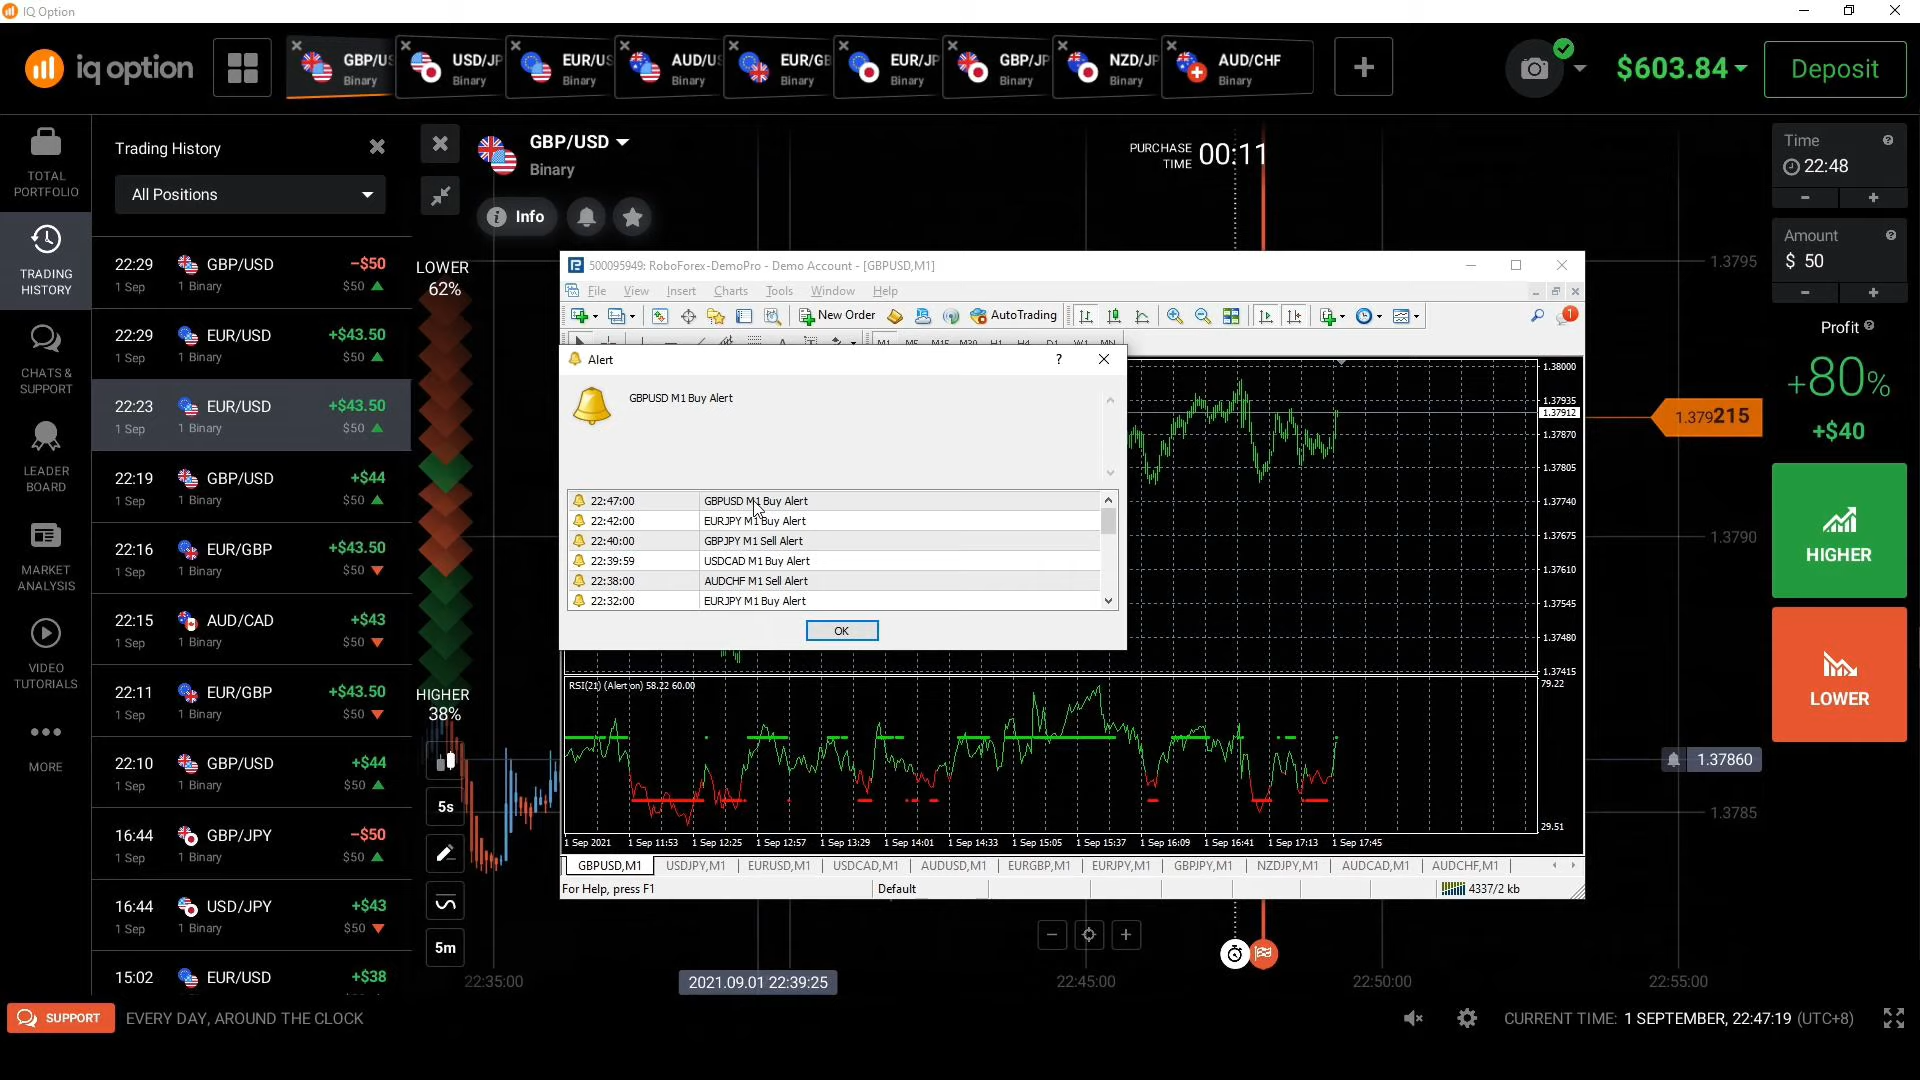 IQ Option
iq option
GBP/US
Binary
USD/JP
Binary
EUR/US
Binary
AUD/U
Binary
EUR/GB
Binary
EUR/JP
Binary
GBP/JP
Binary
NZD/JP
Binary
AUD/CHF
Binary
$603.84
Deposit
TOTAL
PORTFOLIO
TRADING
HISTORY
CHATS &
SUPPORT
LEADER
BOARD
MARKET
ANALYSIS
VIDEO
TUTORIALS
MORE
Trading History
All Positions
22:29 GBP/USD -$50
1 Sep 1 Binary $50
22:29 EUR/USD +$43.50
1 Sep 1 Binary $50
22:23 EUR/USD +$43.50
1 Sep 1 Binary $50
22:19 GBP/USD +$44
1 Sep 1 Binary $50
22:16 EUR/GBP +$43.50
1 Sep 1 Binary $50
22:15 AUD/CAD +$43
1 Sep 1 Binary $50
22:11 EUR/GBP +$43.50
1 Sep 1 Binary $50
22:10 GBP/USD +$44
1 Sep 1 Binary $50
16:44 GBP/JPY -$50
1 Sep 1 Binary $50
16:44 USD/JPY +$43
1 Sep 1 Binary $50
15:02 EUR/USD +$38
GBP/USD
Binary
Info
LOWER
62%
HIGHER
38%
5s
5m
PURCHASE
TIME 00:11
500095949: RoboForex-DemoPro - Demo Account - [GBPUSD,M1]
File View Insert Charts Tools Window Help
New Order AutoTrading 1
M1 M5 M15 M30 H1 H4 D1 W1 MN
Alert ?
GBPUSD M1 Buy Alert
22:47:00 GBPUSD M1 Buy Alert
22:42:00 EURJPY M1 Buy Alert
22:40:00 GBPJPY M1 Sell Alert
22:39:59 USDCAD M1 Buy Alert
22:38:00 AUDCHF M1 Sell Alert
22:32:00 EURJPY M1 Buy Alert
OK
1.38000
1.37935
1.37912
1.37870
1.37805
1.37740
1.37675
1.37610
1.37545
1.37480
1.37415
RSI(21) (Alert on) 58.22 60.00
79.22
29.51
1 Sep 2021 1 Sep 11:53 1 Sep 12:25 1 Sep 12:57 1 Sep 13:29 1 Sep 14:01 1 Sep 14:33 1 Sep 15:05 1 Sep 15:37 1 Sep 16:09 1 Sep 16:41 1 Sep 17:13 1 Sep 17:45
GBPUSD,M1 USDJPY,M1 EURUSD,M1 USDCAD,M1 AUDUSD,M1 EURGBP,M1 EURJPY,M1 GBPJPY,M1 NZDJPY,M1 AUDCAD,M1 AUDCHF,M1
For Help, press F1 Default 4337/2 kb
1.3795
1.379215
1.3790
1.37860
1.3785
22:35:00 2021.09.01 22:39:25 22:45:00 22:50:00 22:55:00
Time
22:48
- +
Amount
$ 50
- +
Profit
+80%
+$40
HIGHER
LOWER
SUPPORT EVERY DAY, AROUND THE CLOCK
CURRENT TIME: 1 SEPTEMBER, 22:47:19 (UTC+8)